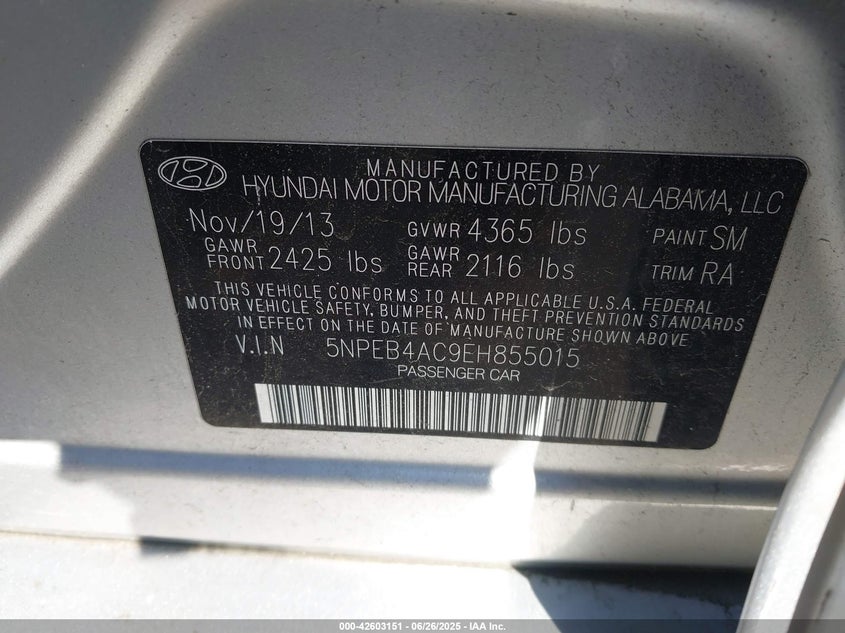 MANUFACTURED BY
HYUNDAI MOTOR MANUFACTURING ALABAMA, LLC
Nov/19/13 GVWR 4365 lbs PAINT SM
GAWR FRONT 2425 lbs GAWR REAR 2116 lbs TRIM RA
THIS VEHICLE CONFORMS TO ALL APPLICABLE U.S.A. FEDERAL
MOTOR VEHICLE SAFETY, BUMPER, AND THEFT PREVENTION STANDARDS
IN EFFECT ON THE DATE OF MANUFACTURE SHOWN ABOVE
V.I.N 5NPEB4AC9EH855015
PASSENGER CAR
000-42603151 - 06/26/2025 - IAA Inc.